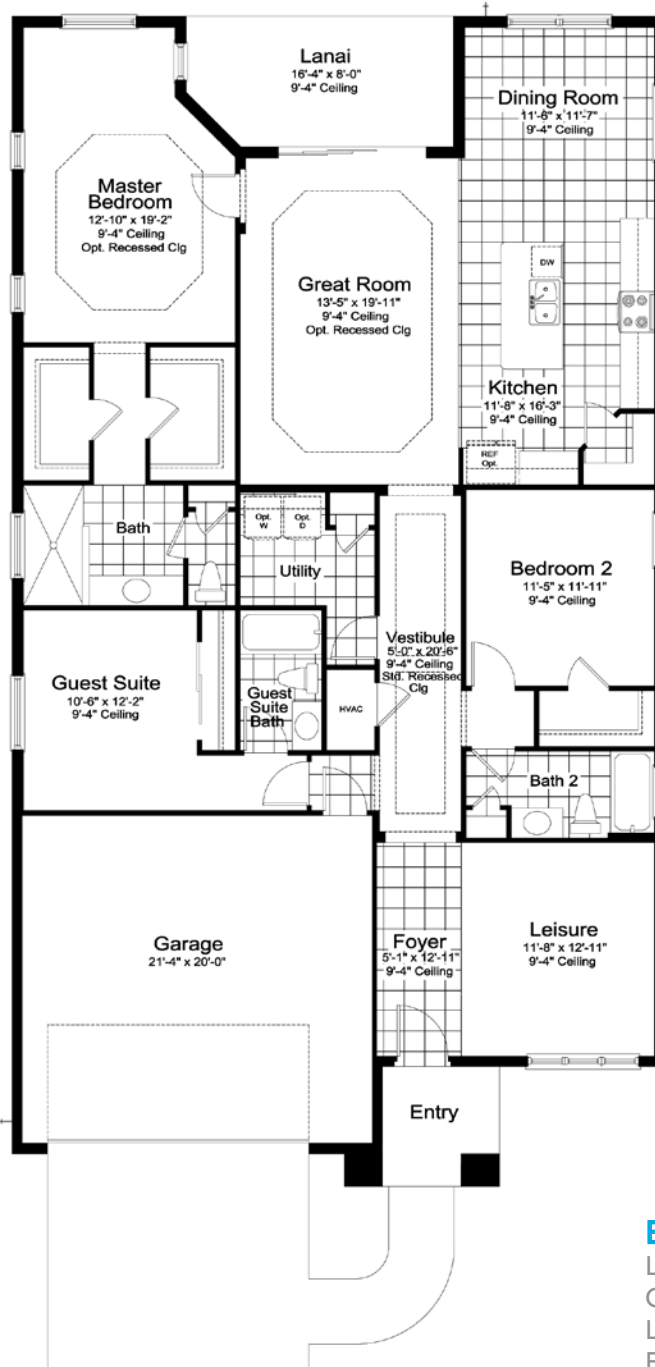 Lanai
16'-4" x 8'-0"
9'-4" Ceiling
Dining Room
11'-6" x 11'-7"
9'-4" Ceiling
Master
Bedroom
12'-10" x 19'-2"
9'-4" Ceiling
Opt. Recessed Clg
Great Room
13'-5" x 19'-11"
9'-4" Ceiling
Opt. Recessed Clg
DW
Kitchen
11'-8" x 16'-3"
9'-4" Ceiling
REF
Opt.
Bath
Opt.
W
Opt.
D
Utility
Bedroom 2
11'-5" x 11'-11"
9'-4" Ceiling
Vestibule
5'-0" x 20'-6"
9'-4" Ceiling
Std. Recessed
Clg
Guest Suite
10'-6" x 12'-2"
9'-4" Ceiling
Guest
Suite
Bath
HVAC
Bath 2
Garage
21'-4" x 20'-0"
Foyer
5'-1" x 12'-11"
9'-4" Ceiling
Leisure
11'-8" x 12'-11"
9'-4" Ceiling
Entry